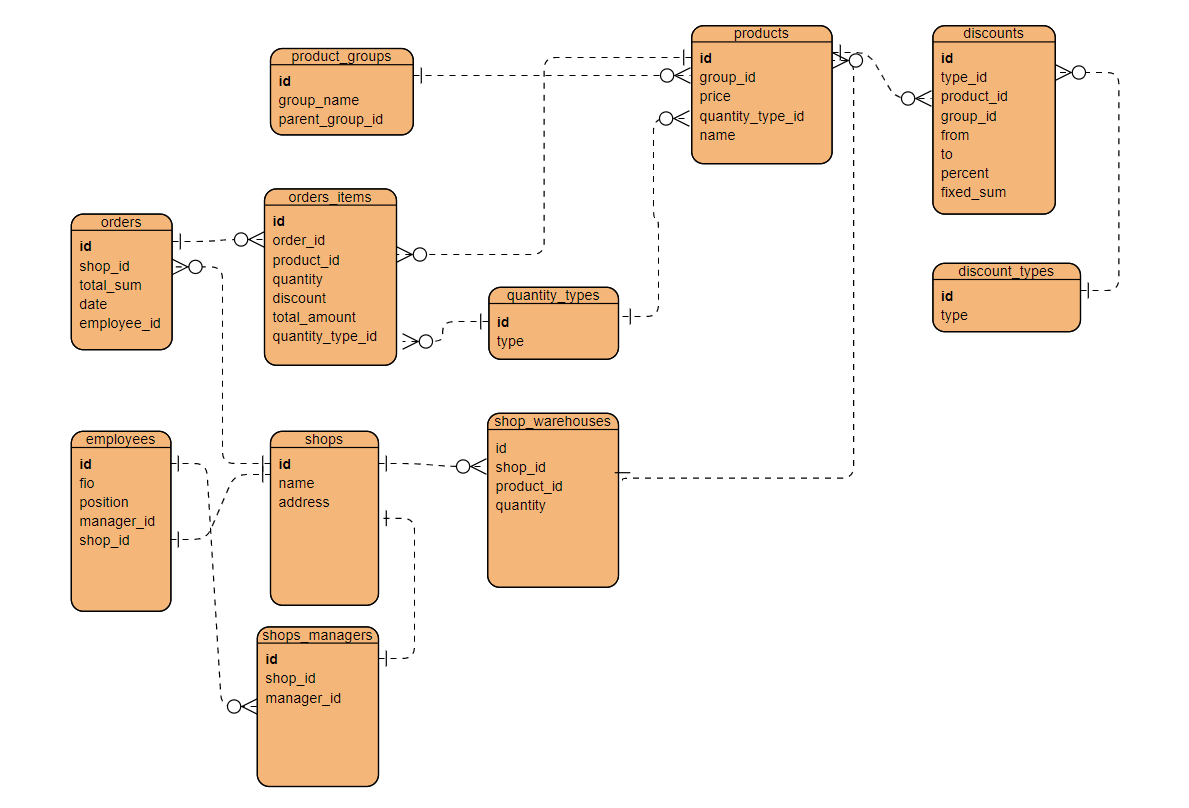 product_groups
id
group_name
parent_group_id
products
id
group_id
price
quantity_type_id
name
discounts
id
type_id
product_id
group_id
from
to
percent
fixed_sum
orders
id
shop_id
total_sum
date
employee_id
orders_items
id
order_id
product_id
quantity
discount
total_amount
quantity_type_id
quantity_types
id
type
discount_types
id
type
employees
id
fio
position
manager_id
shop_id
shops
id
name
address
shop_warehouses
id
shop_id
product_id
quantity
shops_managers
id
shop_id
manager_id